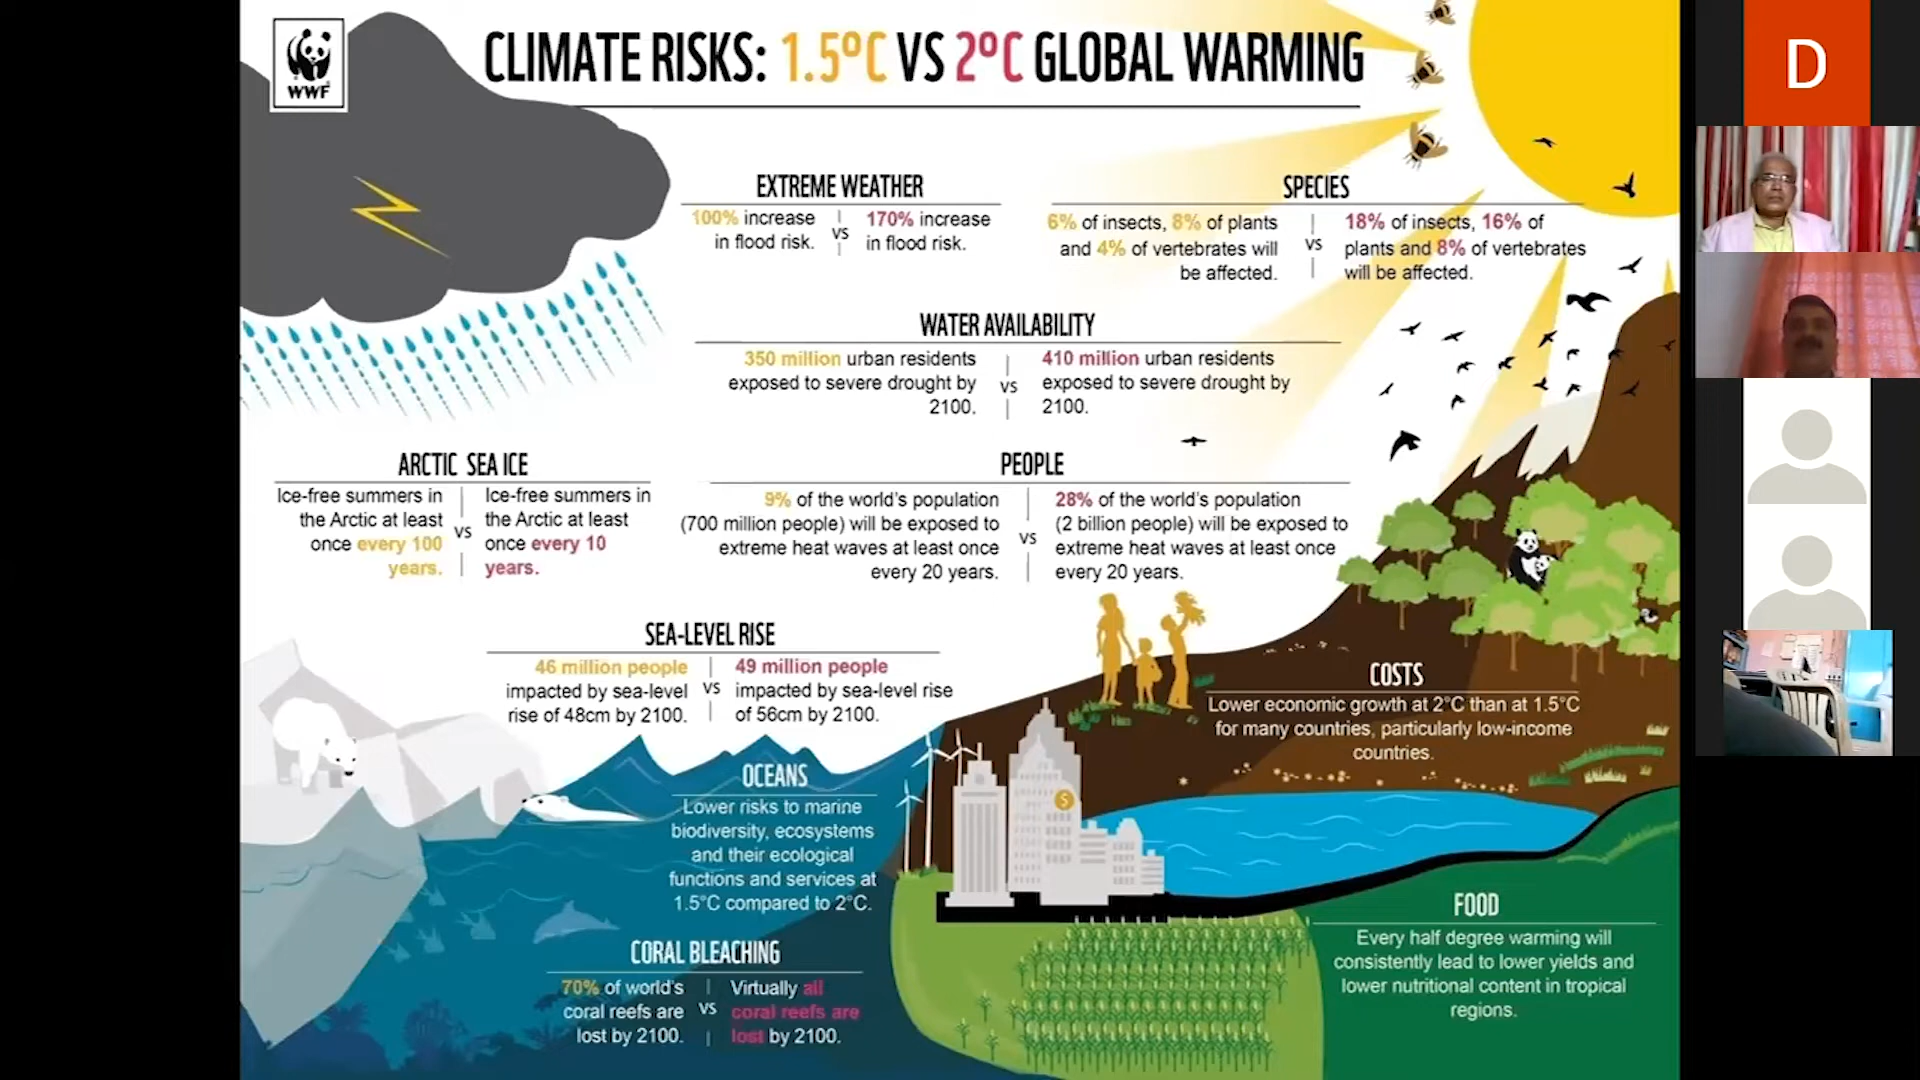 WWF
CLIMATE RISKS: 1.5°C VS 2°C GLOBAL WARMING
EXTREME WEATHER
100% increase
in flood risk.
vs
170% increase
in flood risk.
SPECIES
6% of insects, 8% of plants
and 4% of vertebrates will
be affected.
vs
18% of insects, 16% of
plants and 8% of vertebrates
will be affected.
WATER AVAILABILITY
350 million urban residents
exposed to severe drought by
2100.
vs
410 million urban residents
exposed to severe drought by
2100.
ARCTIC SEA ICE
Ice-free summers in
the Arctic at least
once every 100
years.
vs
Ice-free summers in
the Arctic at least
once every 10
years.
PEOPLE
9% of the world's population
(700 million people) will be exposed to
extreme heat waves at least once
every 20 years.
vs
28% of the world's population
(2 billion people) will be exposed to
extreme heat waves at least once
every 20 years.
SEA-LEVEL RISE
46 million people
impacted by sea-level
rise of 48cm by 2100.
vs
49 million people
impacted by sea-level rise
of 56cm by 2100.
COSTS
Lower economic growth at 2°C than at 1.5°C
for many countries, particularly low-income
countries.
OCEANS
Lower risks to marine
biodiversity, ecosystems
and their ecological
functions and services at
1.5°C compared to 2°C.
$
CORAL BLEACHING
70% of world's
coral reefs are
lost by 2100.
vs
Virtually all
coral reefs are
lost by 2100.
FOOD
Every half degree warming will
consistently lead to lower yields and
lower nutritional content in tropical
regions.
D